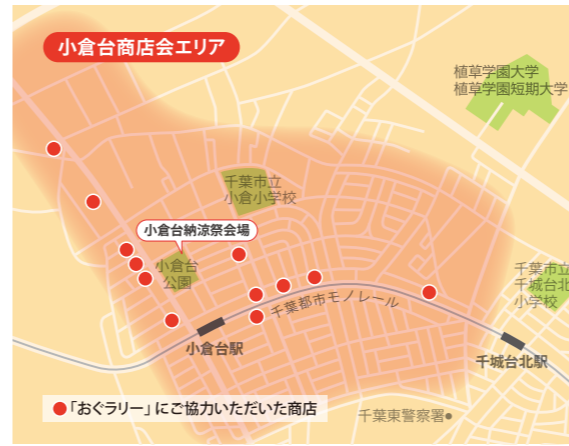 小倉台商店会エリア
植草学園大学
植草学園短期大学
千葉市立
小倉小学校
小倉台納涼祭会場
小倉台
公園
千葉市立
千城台北
小学校
千葉都市モノレール
小倉台駅
千城台北駅
●「おぐラリー」にご協力いただいた商店
千葉東警察署●